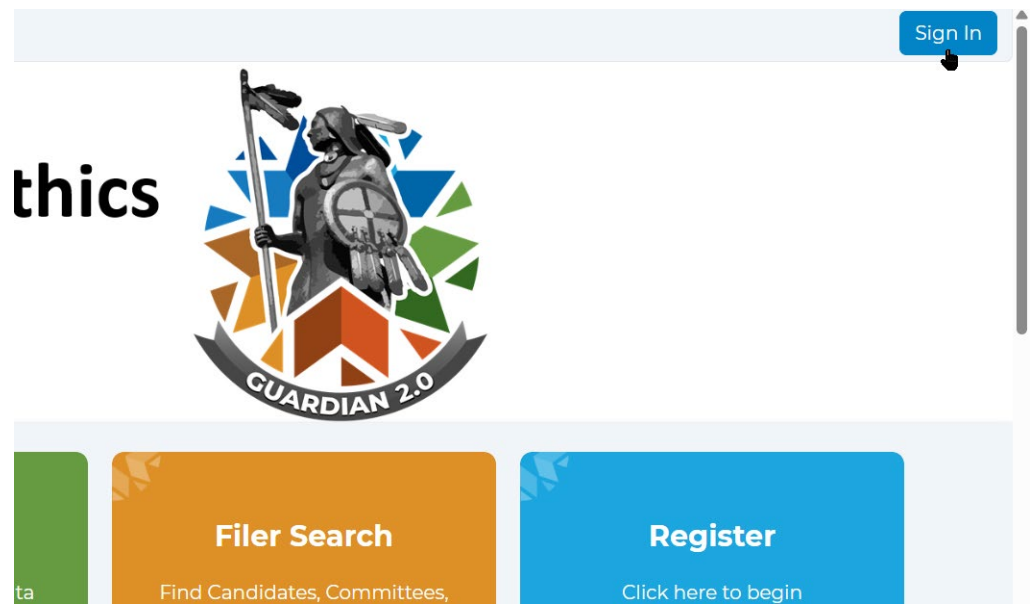 Sign In
thics
GUARDIAN 2.0
Filer Search
Register
ta
Find Candidates, Committees,
Click here to begin